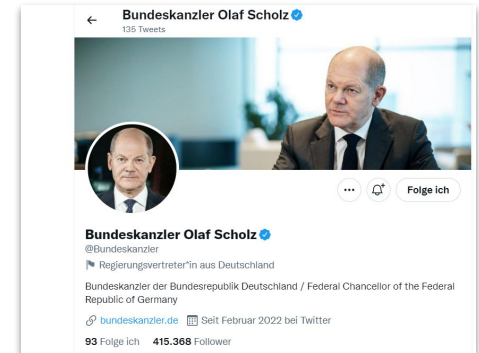 Bundeskanzler Olaf Scholz
135 Tweets
Folge ich
Bundeskanzler Olaf Scholz
@Bundeskanzler
Regierungsvertreter*in aus Deutschland
Bundeskanzler der Bundesrepublik Deutschland / Federal Chancellor of the Federal
Republic of Germany
bundeskanzler.de Seit Februar 2022 bei Twitter
93 Folge ich 415.368 Follower